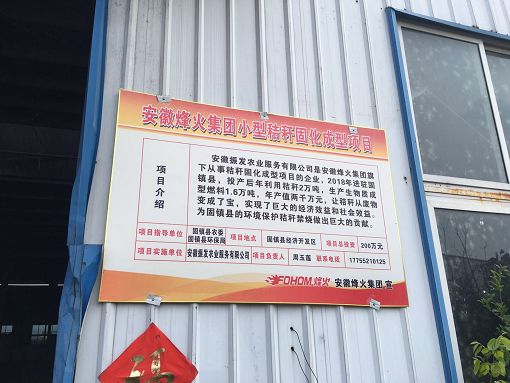 安徽烽火集团小型秸秆固化成型项目
项目介绍
安徽振发农业服务有限公司是安徽烽火集团旗
下从事秸秆固化成型项目的企业，2018年进驻固
镇县，投产后年利用秸秆2万吨，生产生物质成
型燃料1.6万吨，年产值两千万元，让秸秆从废物
变成了宝，实现了巨大的经济效益和社会效益。
为固镇县的环境保护秸秆禁烧做出巨大的贡献。
项目指导单位 固镇县农委 固镇县环保局 项目地点 固镇县经济开发区 项目总投资 200万元
项目实施单位 安徽振发农业服务有限公司 项目负责人 周玉莲 联系电话 17755210125
FOHOM.烽火 安徽烽火集团 宣